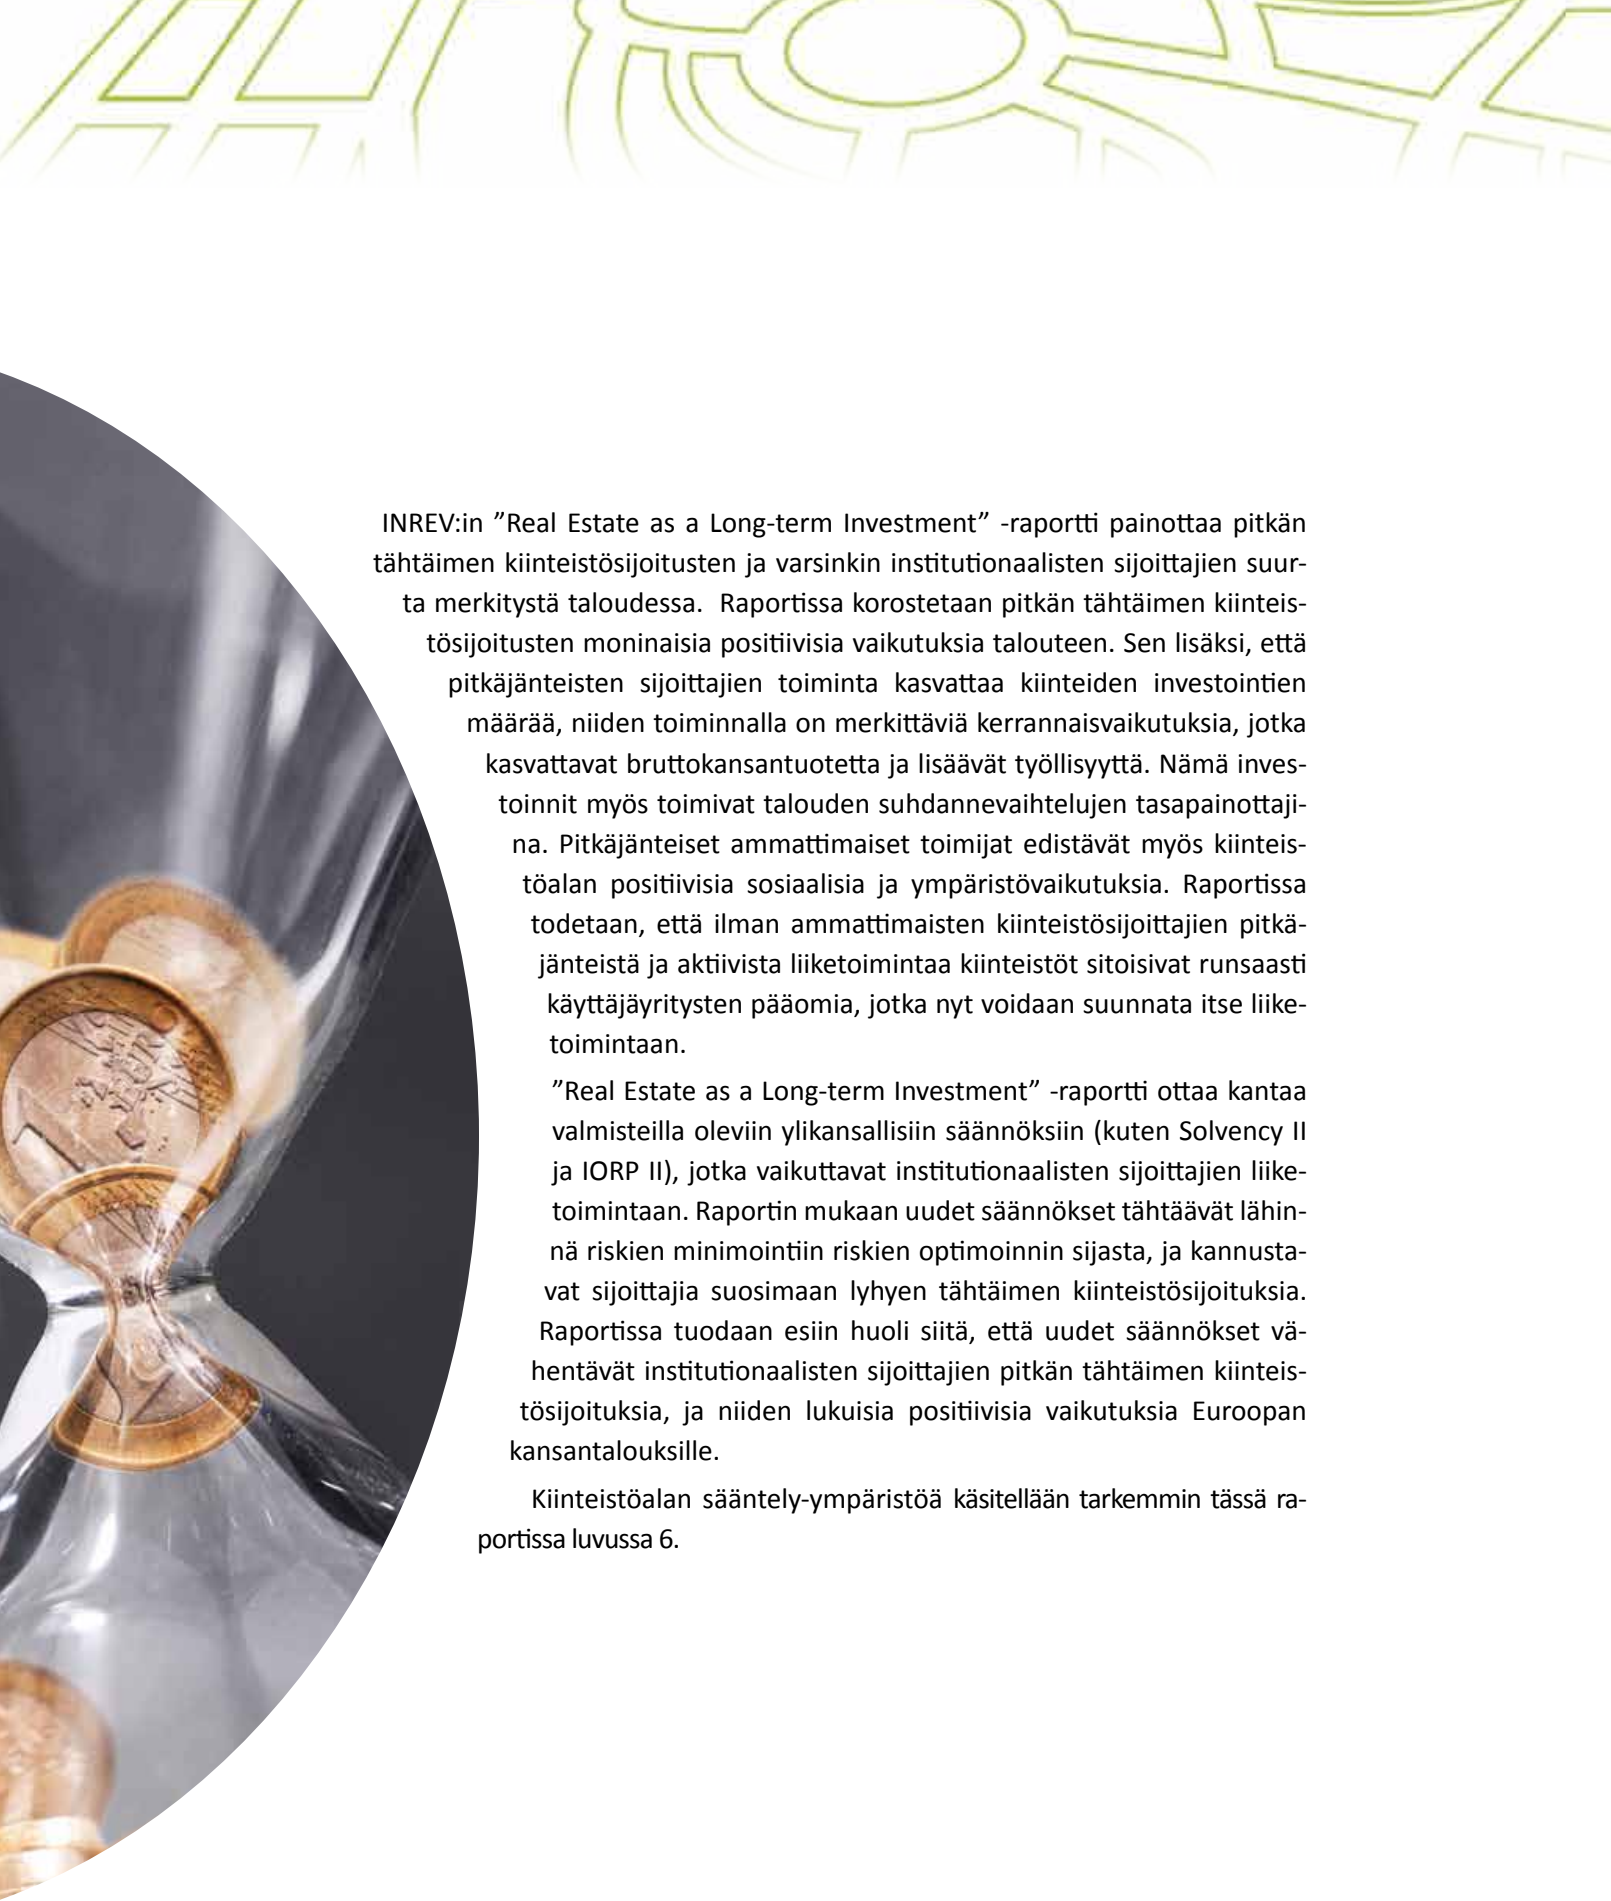 INREV:in ”Real Estate as a Long-term Investment” -raportti painottaa pitkän
tähtäimen kiinteistösijoitusten ja varsinkin institutionaalisten sijoittajien suur-
ta merkitystä taloudessa.  Raportissa korostetaan pitkän tähtäimen kiinteis-
tösijoitusten moninaisia positiivisia vaikutuksia talouteen. Sen lisäksi, että
pitkäjänteisten sijoittajien toiminta kasvattaa kiinteiden investointien
määrää, niiden toiminnalla on merkittäviä kerrannaisvaikutuksia, jotka
kasvattavat bruttokansantuotetta ja lisäävät työllisyyttä. Nämä inves-
toinnit myös toimivat talouden suhdannevaihtelujen tasapainottaji-
na. Pitkäjänteiset ammattimaiset toimijat edistävät myös kiinteis-
töalan positiivisia sosiaalisia ja ympäristövaikutuksia. Raportissa
todetaan, että ilman ammattimaisten kiinteistösijoittajien pitkä-
jänteistä ja aktiivista liiketoimintaa kiinteistöt sitoisivat runsaasti
käyttäjäyritysten pääomia, jotka nyt voidaan suunnata itse liike-
toimintaan.
”Real Estate as a Long-term Investment” -raportti ottaa kantaa
valmisteilla oleviin ylikansallisiin säännöksiin (kuten Solvency II
ja IORP II), jotka vaikuttavat institutionaalisten sijoittajien liike-
toimintaan. Raportin mukaan uudet säännökset tähtäävät lähin-
nä riskien minimointiin riskien optimoinnin sijasta, ja kannusta-
vat sijoittajia suosimaan lyhyen tähtäimen kiinteistösijoituksia.
Raportissa tuodaan esiin huoli siitä, että uudet säännökset vä-
hentävät institutionaalisten sijoittajien pitkän tähtäimen kiinteis-
tösijoituksia, ja niiden lukuisia positiivisia vaikutuksia Euroopan
kansantalouksille.
Kiinteistöalan sääntely-ympäristöä käsitellään tarkemmin tässä ra-
portissa luvussa 6.